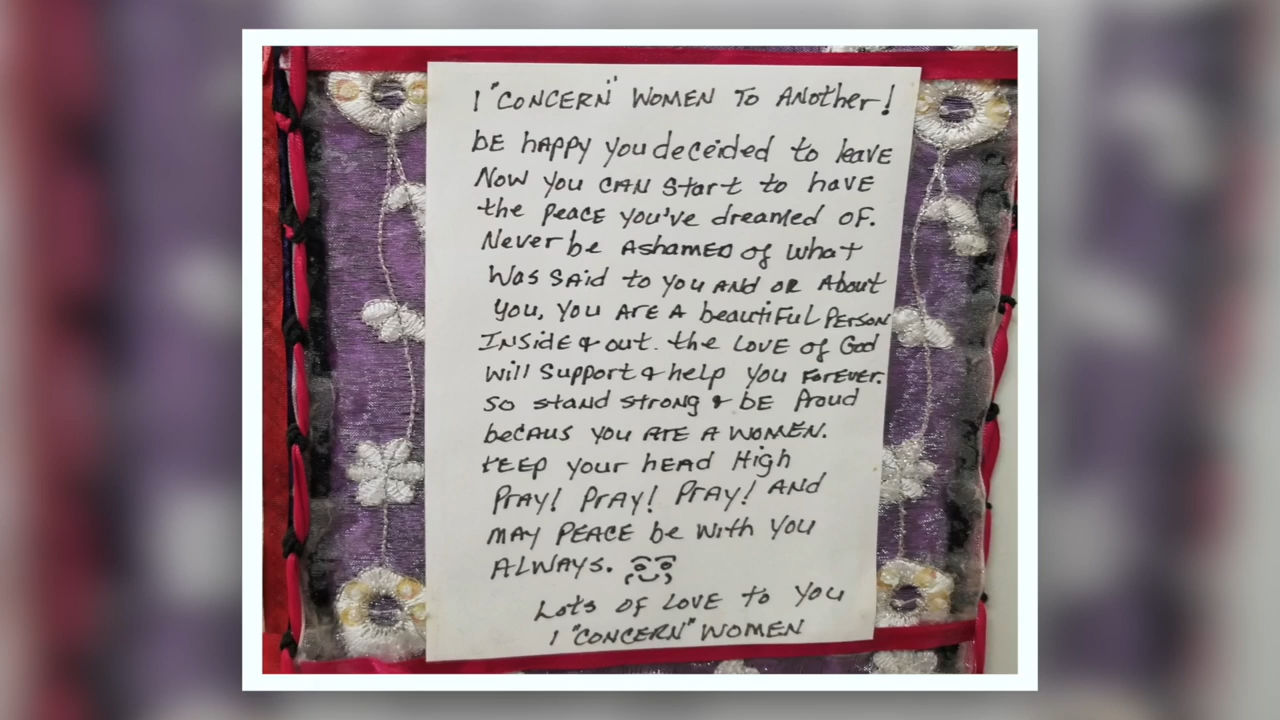 1 "CONCERN" WOMEN TO ANOTHER!
BE HAPPY YOU deceided to leave
NOW YOU CAN Start to have
the PEACE YOU'VE dreamed OF.
Never be ASHAMED of what
Was SAID to YOU AND OR About
YOU, YOU ARE A beautiFUL PERSON
INSIDE & out. the LOVE of God
Will Support & help you FOREVER.
SO stand strong & BE Proud
beCAUS YOU ARE A WOMEN.
KEEP your HEAD HIGH
PRAY! PRAY! PRAY! AND
MAY PEACE be With YOU
ALWAYS.
Lots OF LOVE to YOU
1 "CONCERN" WOMEN